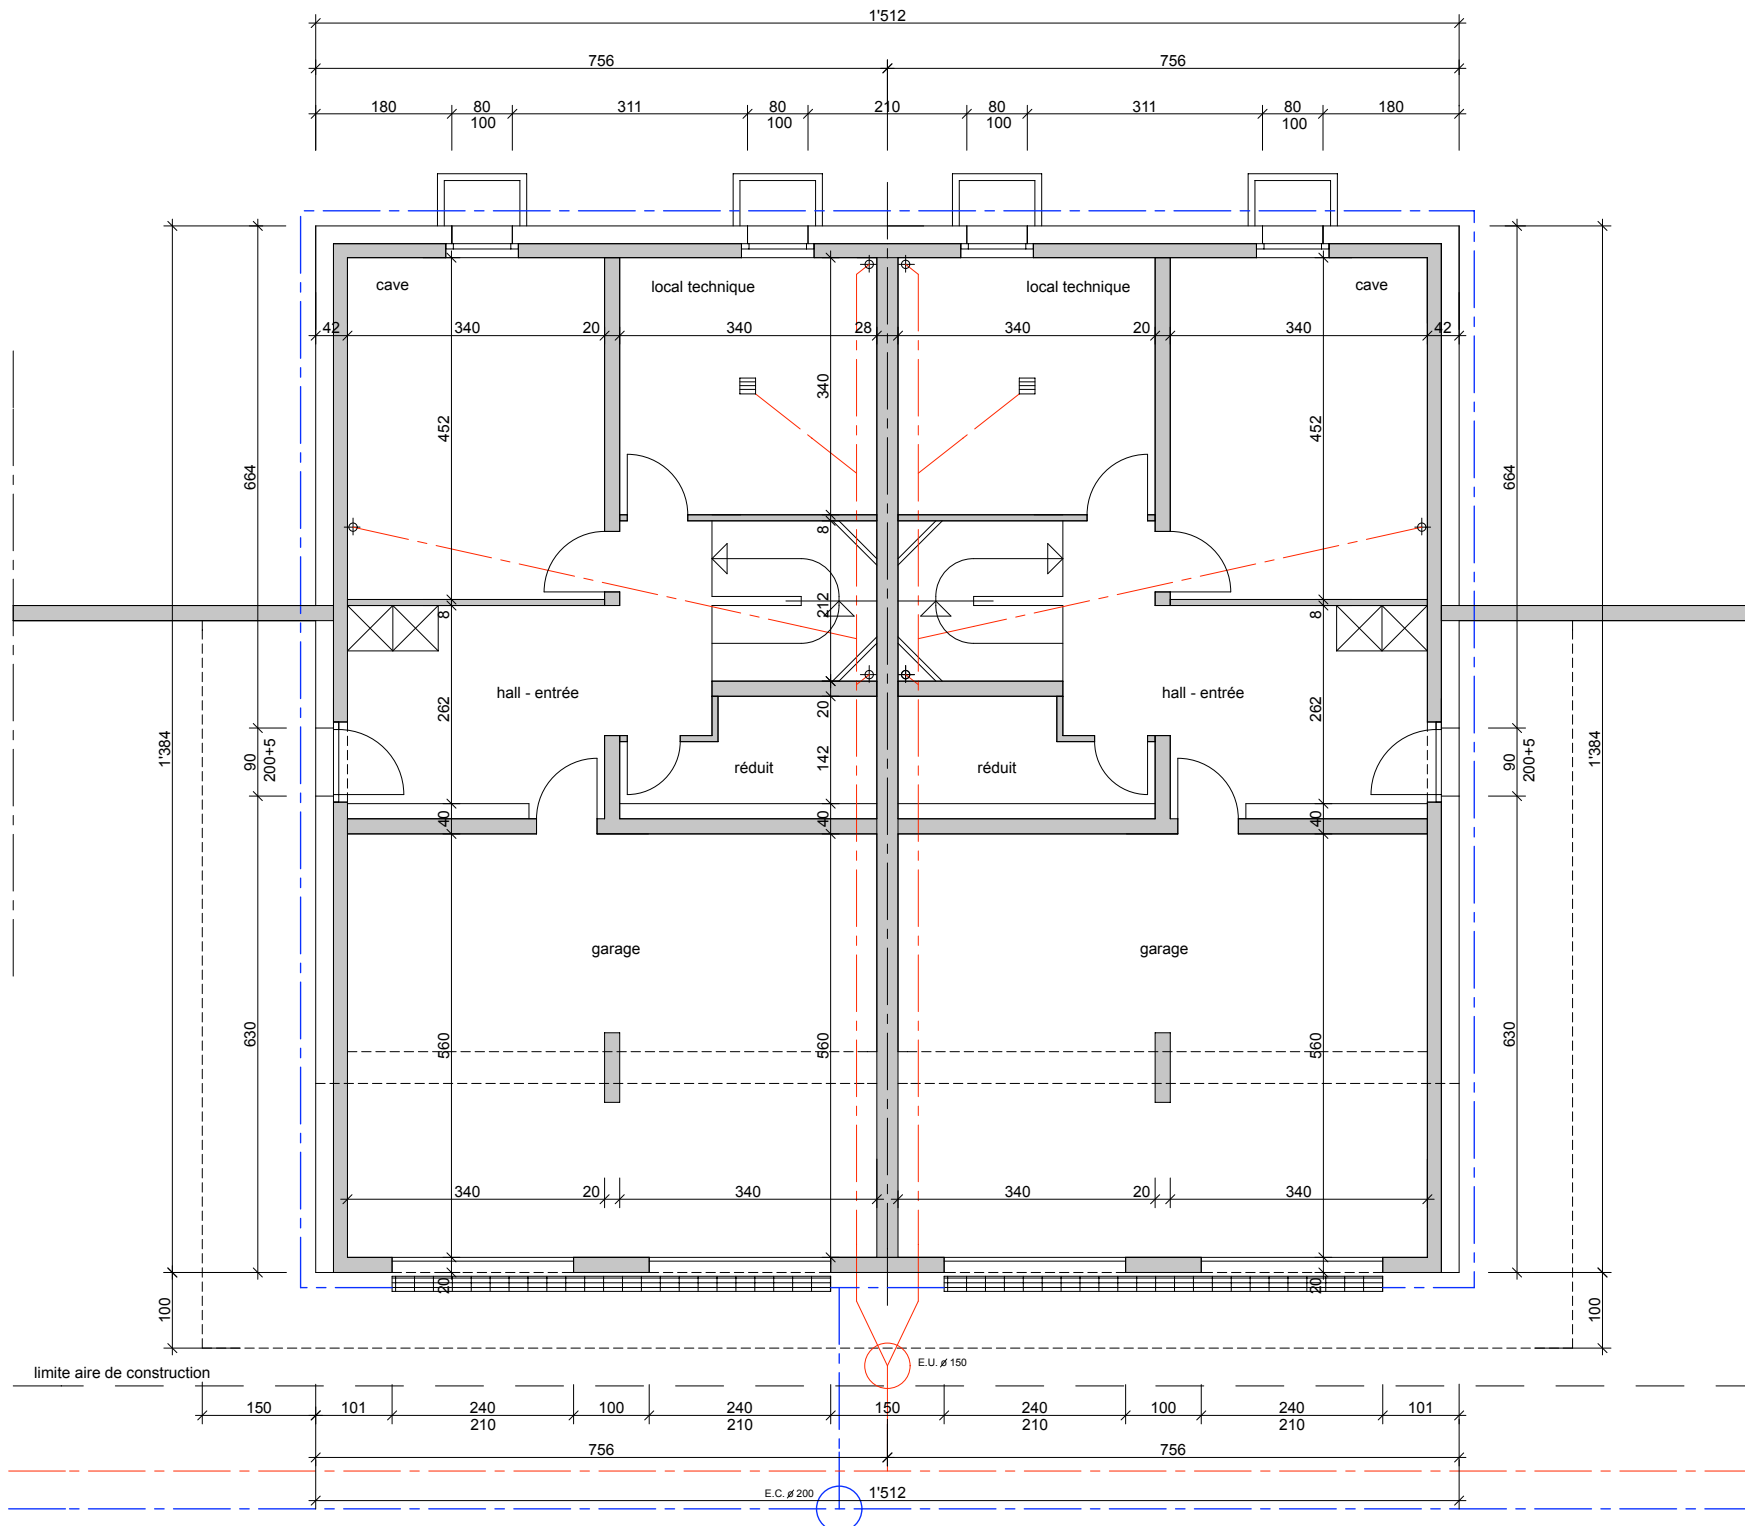 1'512
756 756
180 80 311 80 210 80 311 80 180
100 100 100 100
cave local technique local technique cave
42 340 20 340 28 340 20 340 42
340
452 452
664 664
8
212
8 8
hall - entrée hall - entrée
262 20 262
1'384 90 200+5 142 90 200+5 1'384
réduit réduit
40 40 40
garage garage
630 560 560 560 630
340 20 340 340 20 340
20 20
100 100
E.U. ø 150
limite aire de construction
150 101 240 100 240 150 240 100 240 101
210 210 210 210
756 756
E.C. ø 200 1'512